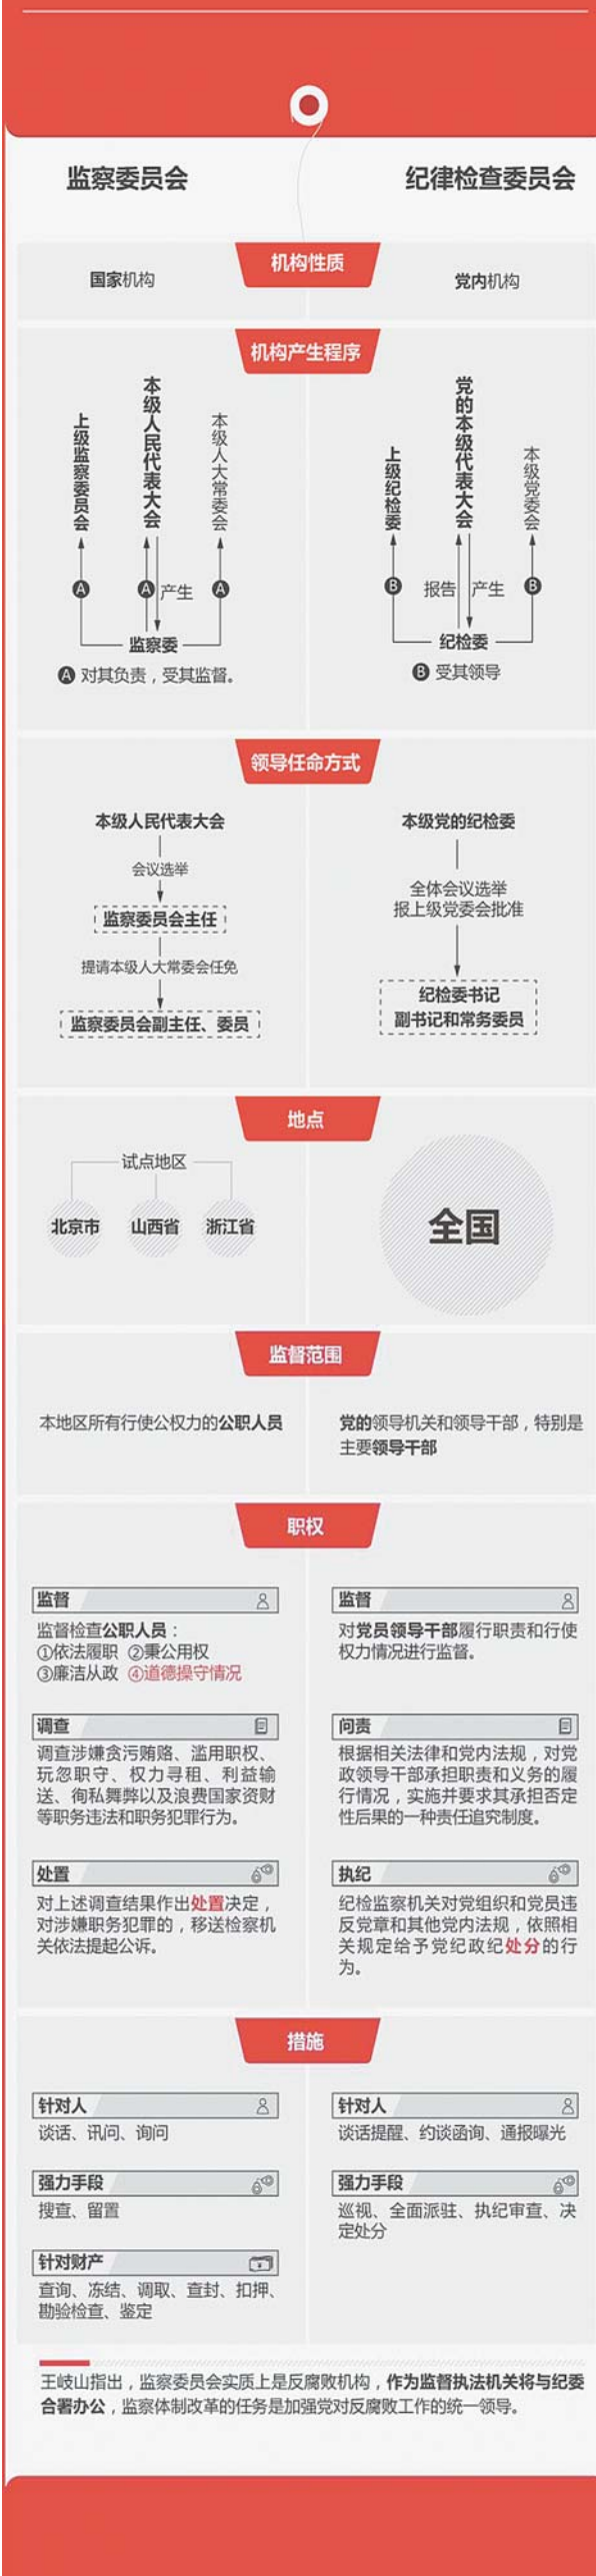 监察委员会
纪律检查委员会
机构性质
国家机构
党内机构
机构产生程序
上级监察委员会
本级人民代表大会
本级人大常委会
A
A 产生
A
监察委
A 对其负责，受其监督。
上级纪检委
党的本级代表大会
本级党委会
B
报告 产生
B
纪检委
B 受其领导
领导任命方式
本级人民代表大会
会议选举
监察委员会主任
提请本级人大常委会任免
监察委员会副主任、委员
本级党的纪检委
全体会议选举
报上级党委会批准
纪检委书记
副书记和常务委员
地点
试点地区
北京市 山西省 浙江省
全国
监督范围
本地区所有行使公权力的公职人员
党的领导机关和领导干部，特别是
主要领导干部
职权
监督
监督检查公职人员：
①依法履职 ②秉公用权
③廉洁从政 ④道德操守情况
监督
对党员领导干部履行职责和行使
权力情况进行监督。
调查
调查涉嫌贪污贿赂、滥用职权、
玩忽职守、权力寻租、利益输
送、徇私舞弊以及浪费国家资财
等职务违法和职务犯罪行为。
问责
根据相关法律和党内法规，对党
政领导干部承担职责和义务的履
行情况，实施并要求其承担否定
性后果的一种责任追究制度。
处置
对上述调查结果作出处置决定，
对涉嫌职务犯罪的，移送检察机
关依法提起公诉。
执纪
纪检监察机关对党组织和党员违
反党章和其他党内法规，依照相
关规定给予党纪政纪处分的行
为。
措施
针对人
谈话、讯问、询问
针对人
谈话提醒、约谈函询、通报曝光
强力手段
搜查、留置
强力手段
巡视、全面派驻、执纪审查、决
定处分
针对财产
查询、冻结、调取、查封、扣押、
勘验检查、鉴定
王岐山指出，监察委员会实质上是反腐败机构，作为监督执法机关将与纪委
合署办公，监察体制改革的任务是加强党对反腐败工作的统一领导。